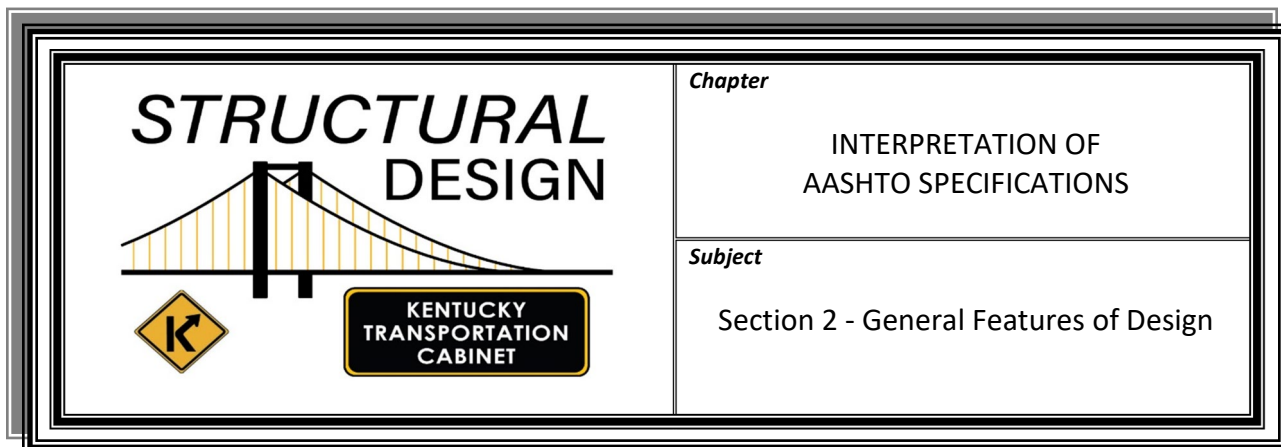 STRUCTURAL
DESIGN
KENTUCKY
TRANSPORTATION
CABINET
Chapter
INTERPRETATION OF
AASHTO SPECIFICATIONS
Subject
Section 2 - General Features of Design